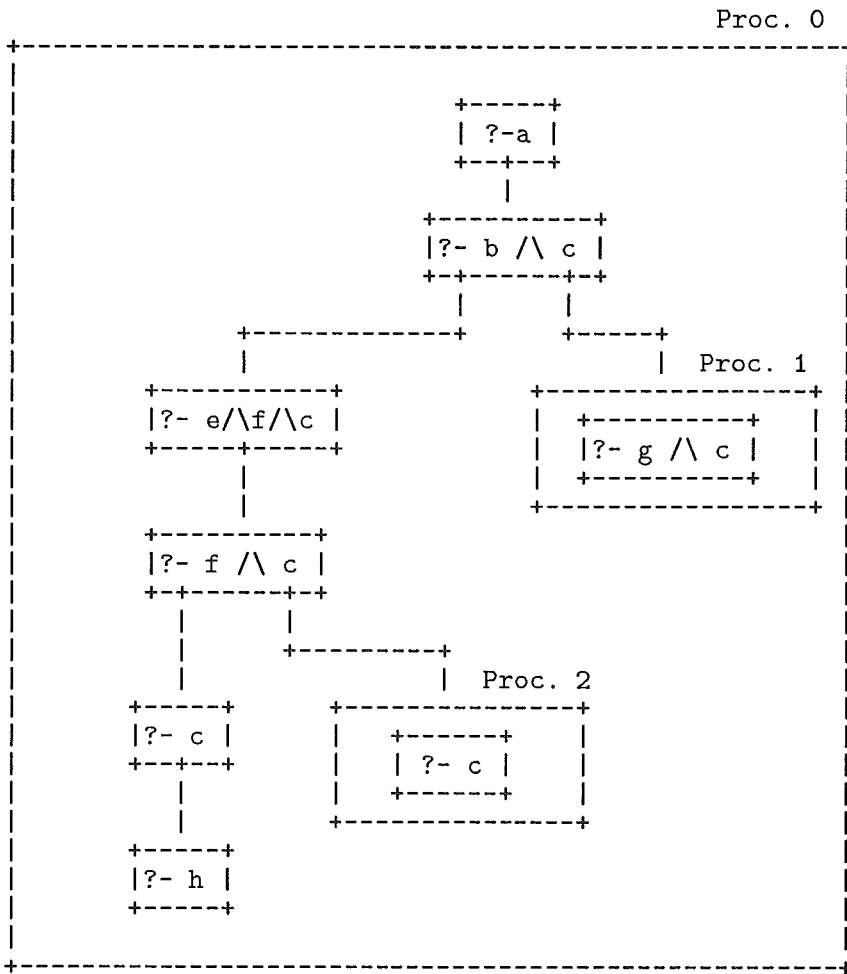 Proc. 0
?-a
?- b /\ c
Proc. 1
?- e/\f/\c
?- g /\ c
?- f /\ c
Proc. 2
?- c
?- c
?- h